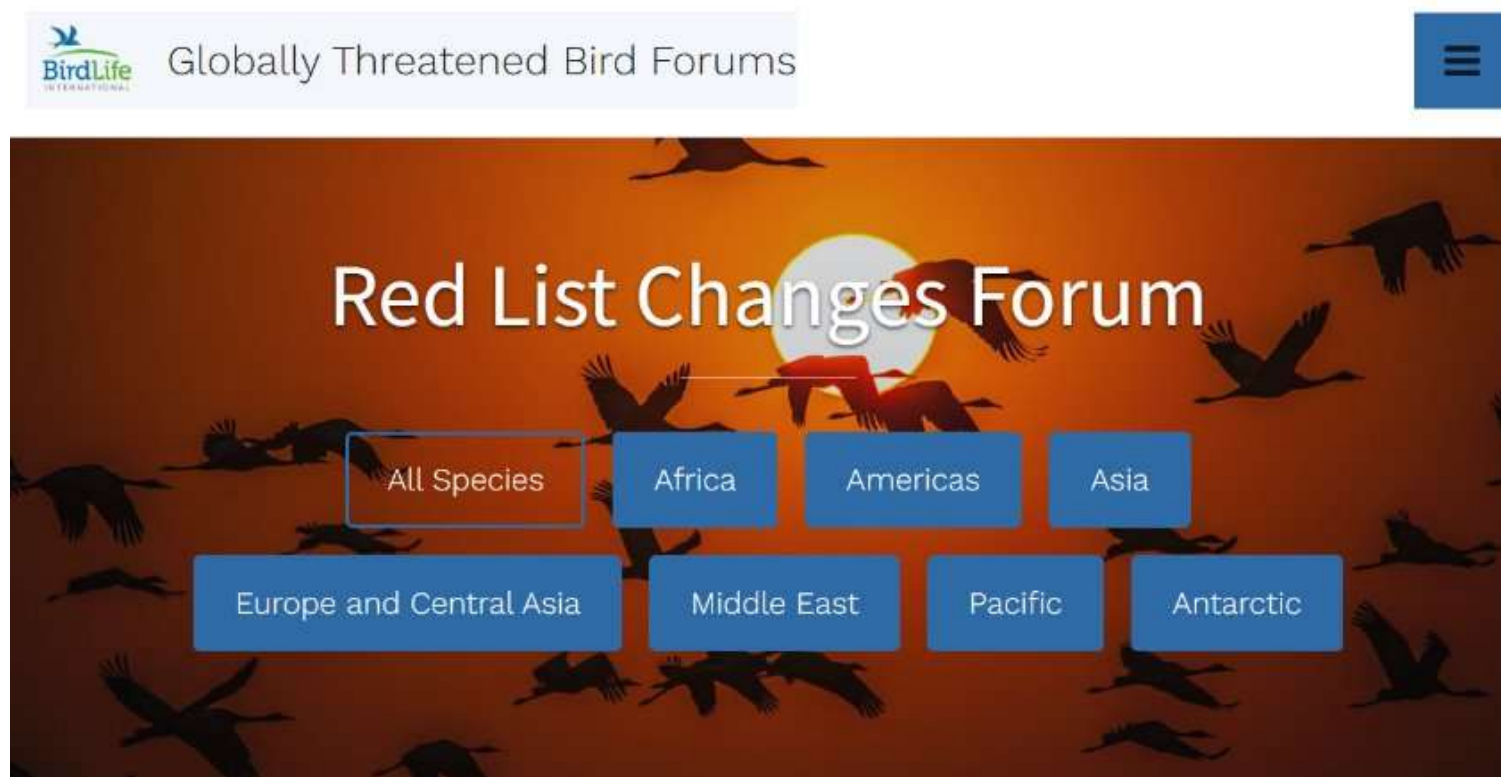 BirdLife
INTERNATIONAL
Globally Threatened Bird Forums
Red List Changes Forum
All Species
Africa
Americas
Asia
Europe and Central Asia
Middle East
Pacific
Antarctic